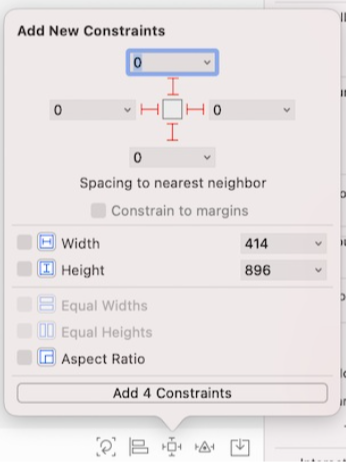 Add New Constraints
0
0 0
0
Spacing to nearest neighbor
Constrain to margins
Width 414
Height 896
Equal Widths
Equal Heights
Aspect Ratio
Add 4 Constraints